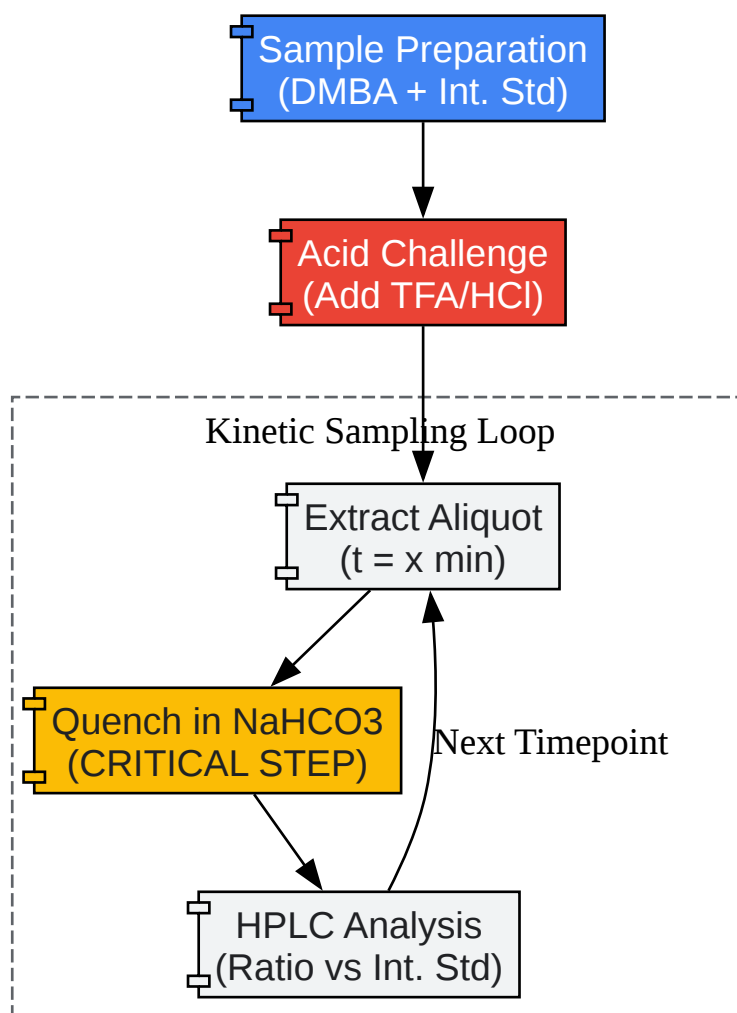 Sample Preparation
(DMBA + Int. Std)
Acid Challenge
(Add TFA/HCl)
Kinetic Sampling Loop
Extract Aliquot
(t = x min)
Quench in NaHCO3
(CRITICAL STEP)
Next Timepoint
HPLC Analysis
(Ratio vs Int. Std)